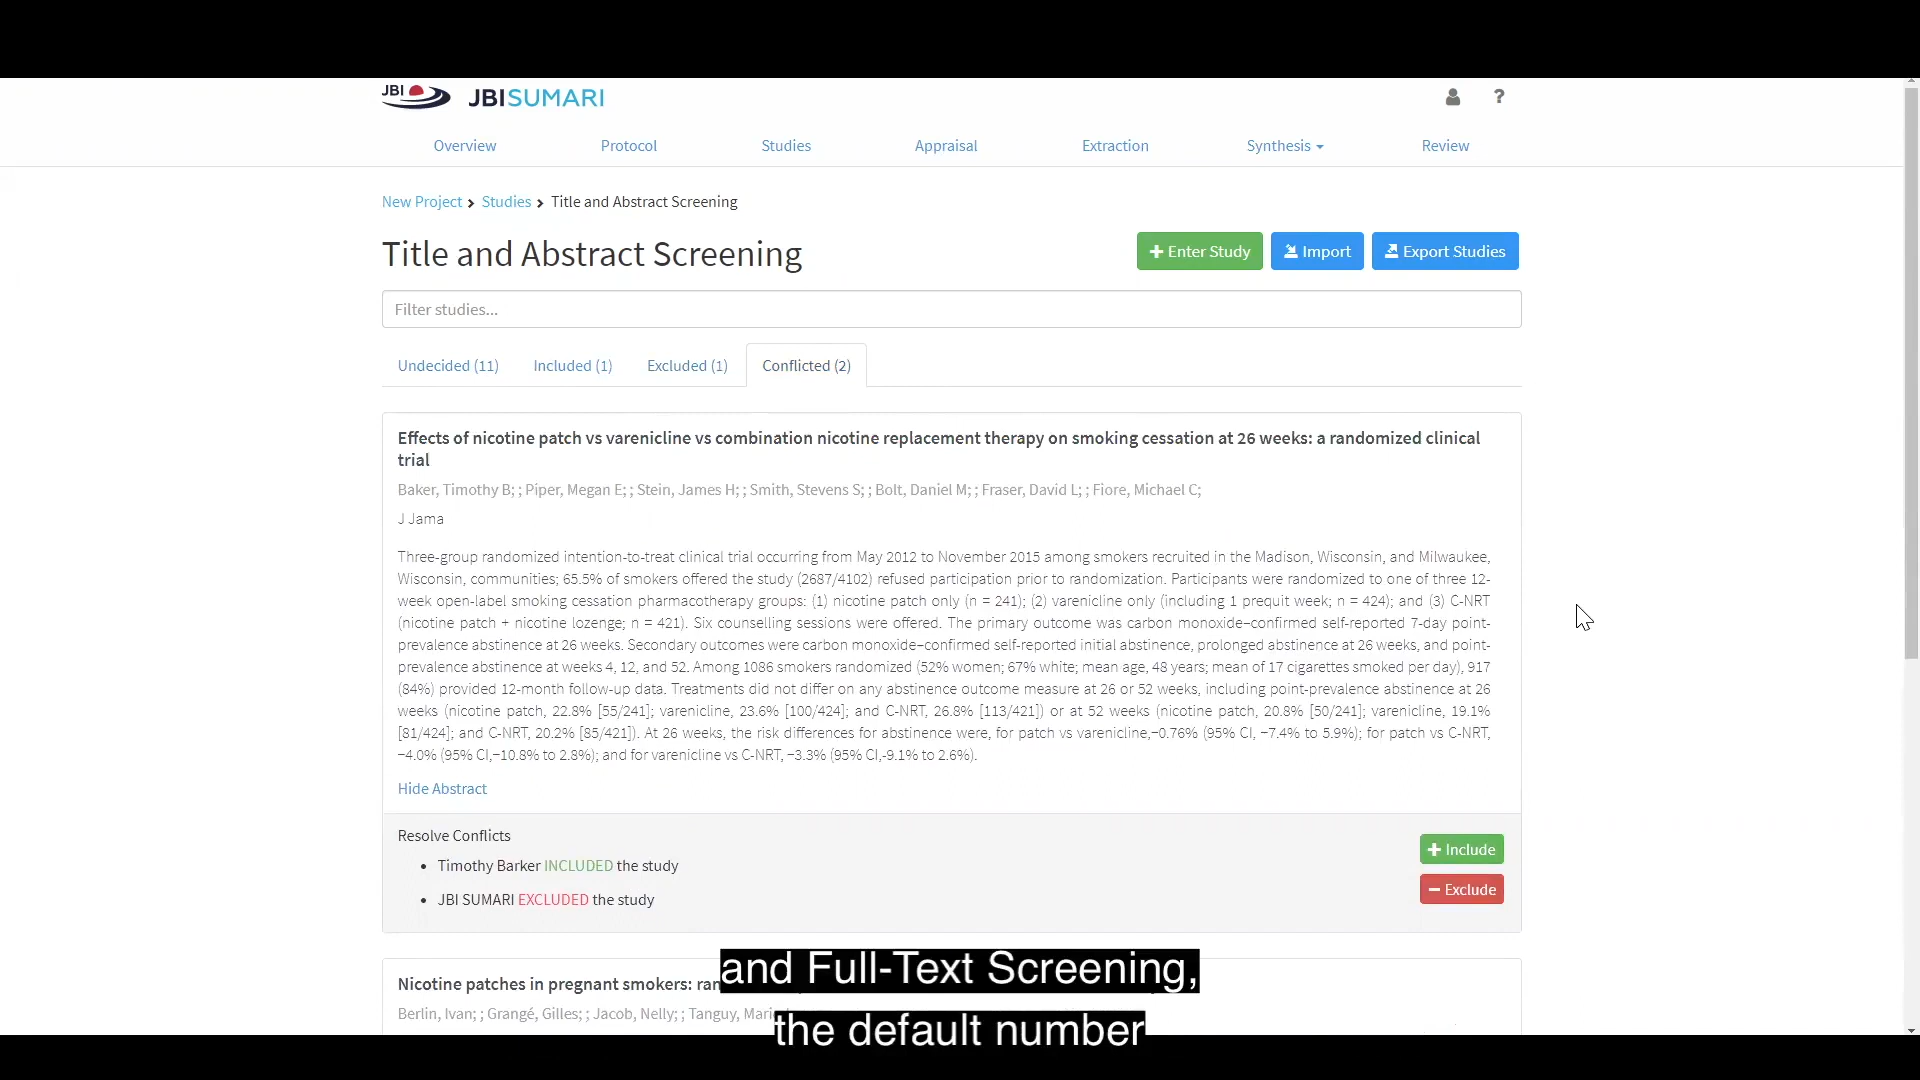 JBI JBISUMARI ?
Overview Protocol Studies Appraisal Extraction Synthesis Review
New Project Studies Title and Abstract Screening
Title and Abstract Screening
Enter Study Import Export Studies
Filter studies...
Undecided (11) Included (1) Excluded (1) Conflicted (2)
Effects of nicotine patch vs varenicline vs combination nicotine replacement therapy on smoking cessation at 26 weeks: a randomized clinical
trial
Baker, Timothy B; ; Piper, Megan E; ; Stein, James H; ; Smith, Stevens S; ; Bolt, Daniel M; ; Fraser, David L; ; Fiore, Michael C;
J Jama
Three-group randomized intention-to-treat clinical trial occurring from May 2012 to November 2015 among smokers recruited in the Madison, Wisconsin, and Milwaukee,
Wisconsin, communities; 65.5% of smokers offered the study (2687/4102) refused participation prior to randomization. Participants were randomized to one of three 12-
week open-label smoking cessation pharmacotherapy groups: (1) nicotine patch only (n = 241); (2) varenicline only (including 1 prequit week; n = 424); and (3) C-NRT
(nicotine patch + nicotine lozenge; n = 421). Six counselling sessions were offered. The primary outcome was carbon monoxide–confirmed self-reported 7-day point-
prevalence abstinence at 26 weeks. Secondary outcomes were carbon monoxide–confirmed self-reported initial abstinence, prolonged abstinence at 26 weeks, and point-
prevalence abstinence at weeks 4, 12, and 52. Among 1086 smokers randomized (52% women; 67% white; mean age, 48 years; mean of 17 cigarettes smoked per day), 917
(84%) provided 12-month follow-up data. Treatments did not differ on any abstinence outcome measure at 26 or 52 weeks, including point-prevalence abstinence at 26
weeks (nicotine patch, 22.8% [55/241]; varenicline, 23.6% [100/424]; and C-NRT, 26.8% [113/421]) or at 52 weeks (nicotine patch, 20.8% [50/241]; varenicline, 19.1%
[81/424]; and C-NRT, 20.2% [85/421]). At 26 weeks, the risk differences for abstinence were, for patch vs varenicline,−0.76% (95% CI, −7.4% to 5.9%); for patch vs C-NRT,
−4.0% (95% CI,−10.8% to 2.8%); and for varenicline vs C-NRT, −3.3% (95% CI,-9.1% to 2.6%).
Hide Abstract
Resolve Conflicts
Timothy Barker INCLUDED the study
JBI SUMARI EXCLUDED the study
Include
Exclude
and Full-Text Screening,
the default number
Nicotine patches in pregnant smokers:
Berlin, Ivan; ; Grangé, Gilles; ; Jacob, Nelly; ; Tanguy,